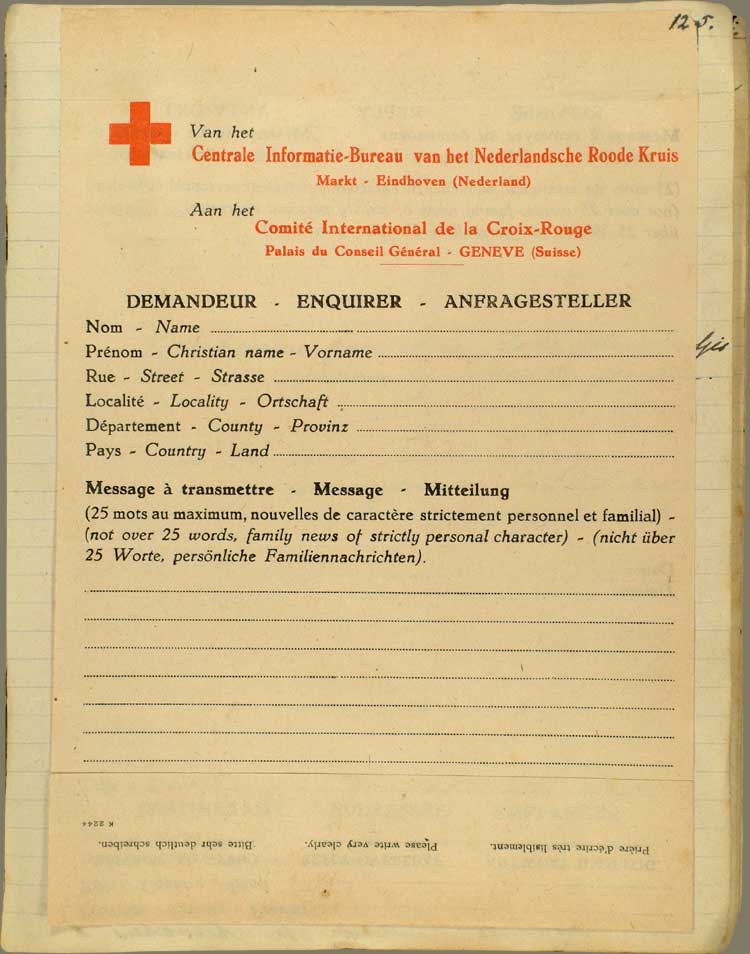 12 5.
Van het
Centrale Informatie-Bureau van het Nederlandsche Roode Kruis
Markt - Eindhoven (Nederland)
Aan het
Comité International de la Croix-Rouge
Palais du Conseil Général - GENEVE (Suisse)
DEMANDEUR - ENQUIRER - ANFRAGESTELLER
Nom - Name
Prénom - Christian name - Vorname
Rue - Street - Strasse
Localité - Locality - Ortschaft
Département - County - Provinz
Pays - Country - Land
Message à transmettre - Message - Mitteilung
(25 mots au maximum, nouvelles de caractère strictement personnel et familial) -
(not over 25 words, family news of strictly personal character) - (nicht über
25 Worte, persönliche Familiennachrichten).
Prière d'écrire très lisiblement. Please write very clearly. Bitte sehr deutlich schreiben.
K 2244